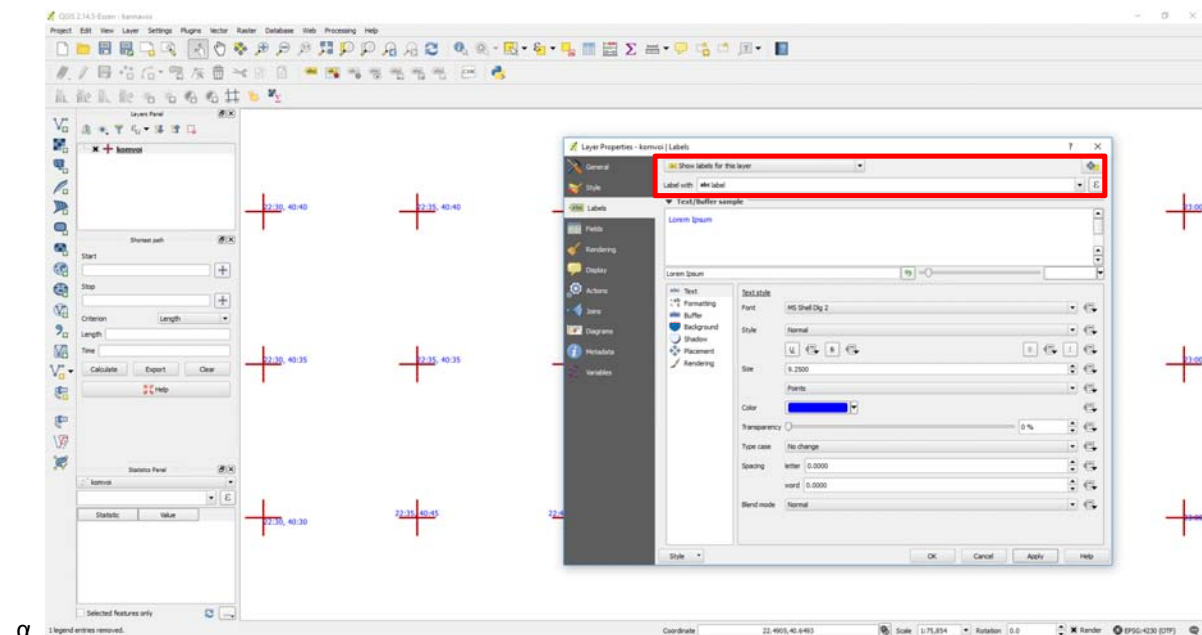 QGIS 2.14.5-Essen - kannavos
Project Edit View Layer Settings Plugins Vector Raster Database Web Processing Help
Layers Panel
komvoi
Shortest path
Start
Stop
Criterion Length
Length
Time
Calculate Export Clear
Help
Statistics Panel
komvoi
Statistic Value
Selected features only
1 legend entries removed.
22:30, 40:40
22:35, 40:40
23:00
22:30, 40:35
22:35, 40:35
23:00
22:30, 40:30
22:35, 40:45
22:4
Layer Properties - komvoi | Labels
General
Style
Labels
Fields
Rendering
Display
Actions
Joins
Diagrams
Metadata
Variables
Show labels for this layer
Label with abc label
Text/Buffer sample
Lorem Ipsum
Lorem Ipsum
Text
Formatting
Buffer
Background
Shadow
Placement
Rendering
Text style
Font MS Shell Dlg 2
Style Normal
U S B I
Size 9.2500
Points
Color
Transparency 0 %
Type case No change
Spacing letter 0.0000
word 0.0000
Blend mode Normal
Style OK Cancel Apply Help
Coordinate 22.4905,40.6493 Scale 1:75,854 Rotation 0.0 Render EPSG:4230 (OTF)
α